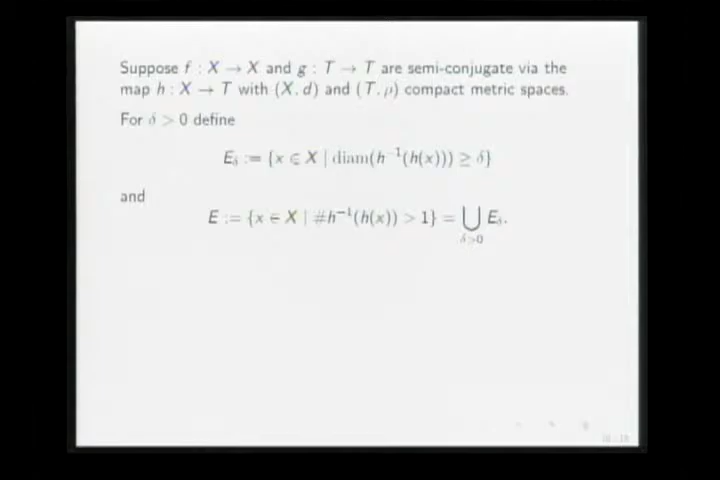 Suppose f : X → X and g : T → T are semi-conjugate via the
map h : X → T with (X, d) and (T, ρ) compact metric spaces.
For δ > 0 define
E_δ := {x ∈ X | diam(h⁻¹(h(x))) ≥ δ}
and
E := {x ∈ X | #h⁻¹(h(x)) > 1} = ⋃_{δ>0} E_δ.